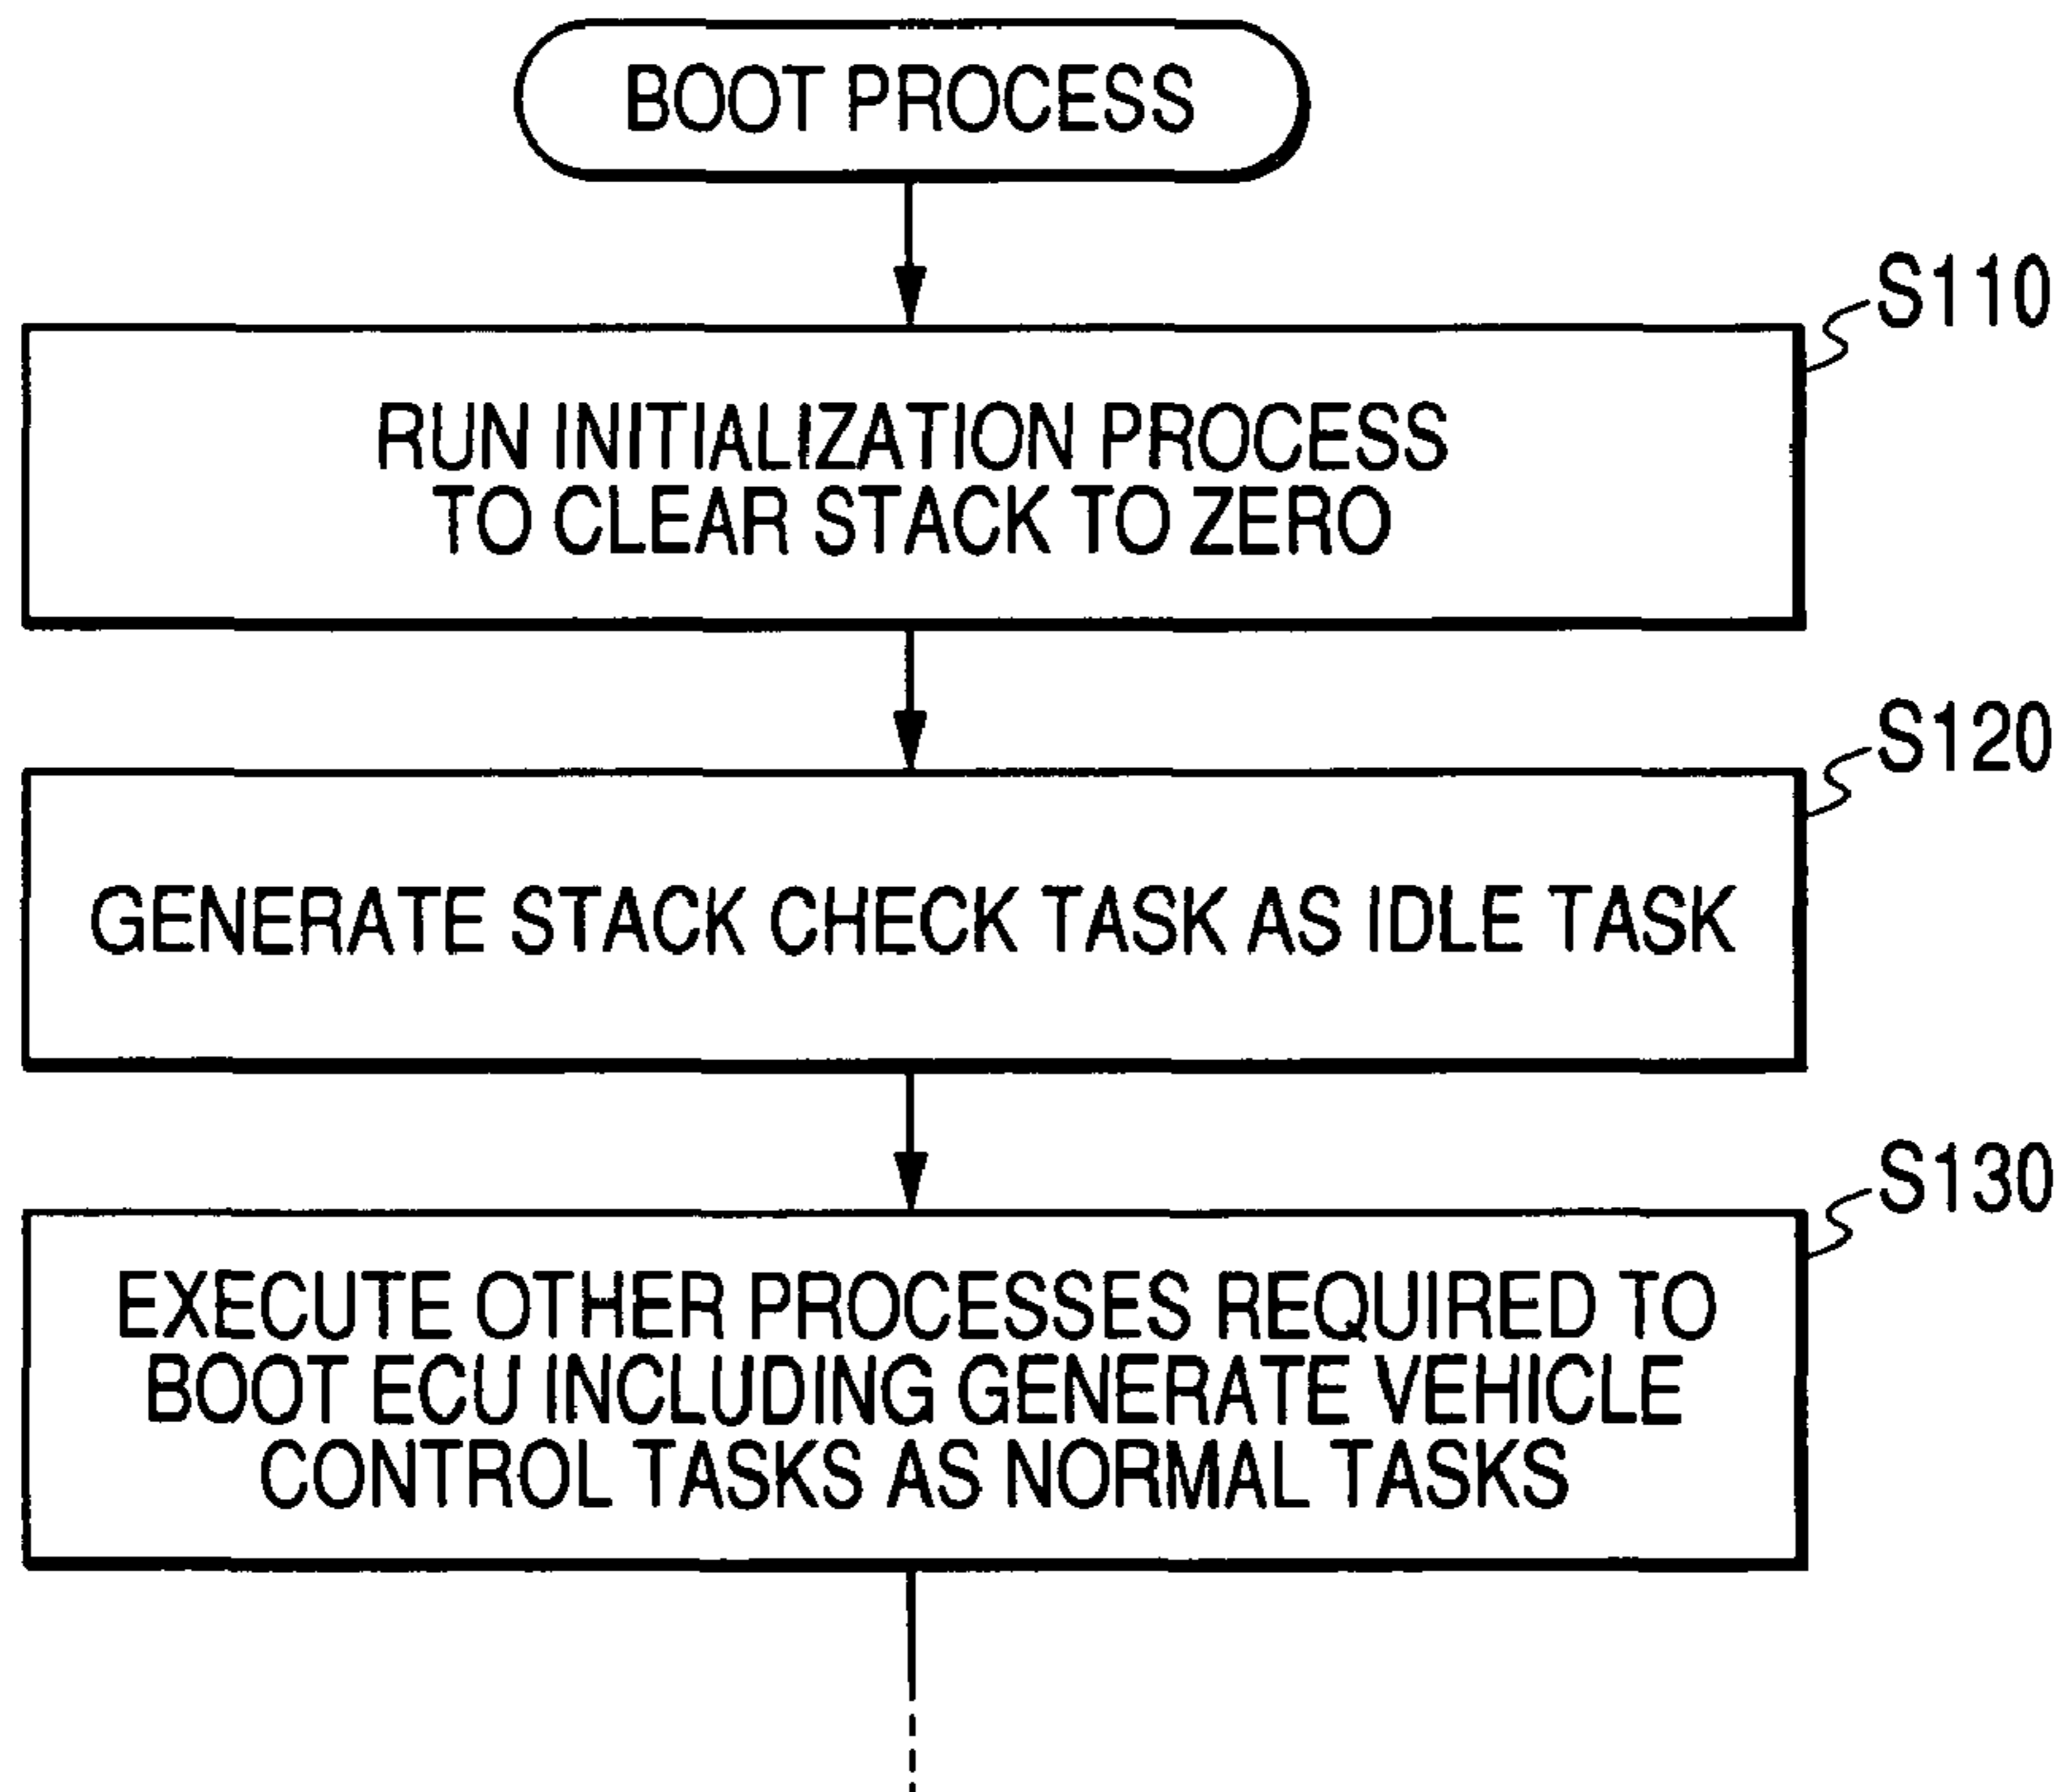 BOOT PROCESS
S110
RUN INITIALIZATION PROCESS
TO CLEAR STACK TO ZERO
S120
GENERATE STACK CHECK TASK AS IDLE TASK
S130
EXECUTE OTHER PROCESSES REQUIRED TO
BOOT ECU INCLUDING GENERATE VEHICLE
CONTROL TASKS AS NORMAL TASKS